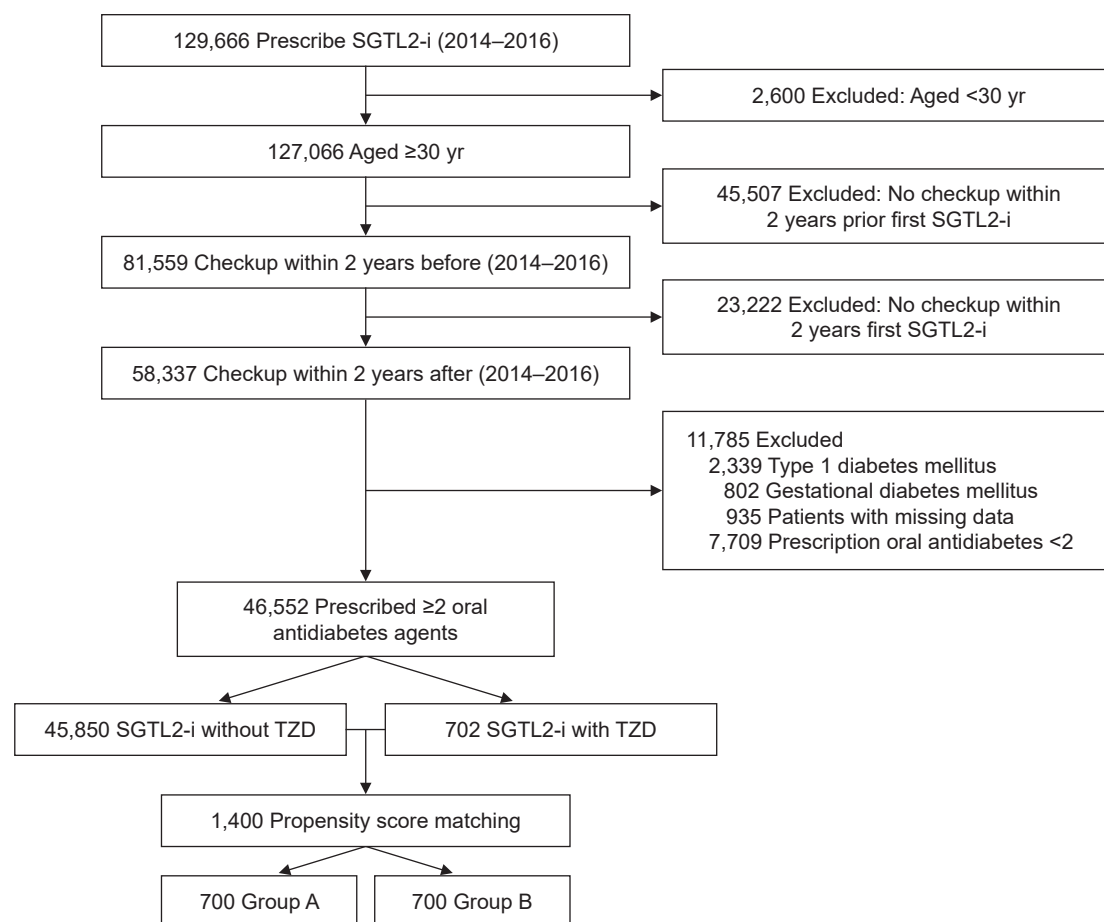 129,666 Prescribe SGTL2-i (2014–2016)
2,600 Excluded: Aged <30 yr
127,066 Aged ≥30 yr
45,507 Excluded: No checkup within
2 years prior first SGTL2-i
81,559 Checkup within 2 years before (2014–2016)
23,222 Excluded: No checkup within
2 years first SGTL2-i
58,337 Checkup within 2 years after (2014–2016)
11,785 Excluded
2,339 Type 1 diabetes mellitus
802 Gestational diabetes mellitus
935 Patients with missing data
7,709 Prescription oral antidiabetes <2
46,552 Prescribed ≥2 oral
antidiabetes agents
45,850 SGTL2-i without TZD
702 SGTL2-i with TZD
1,400 Propensity score matching
700 Group A
700 Group B